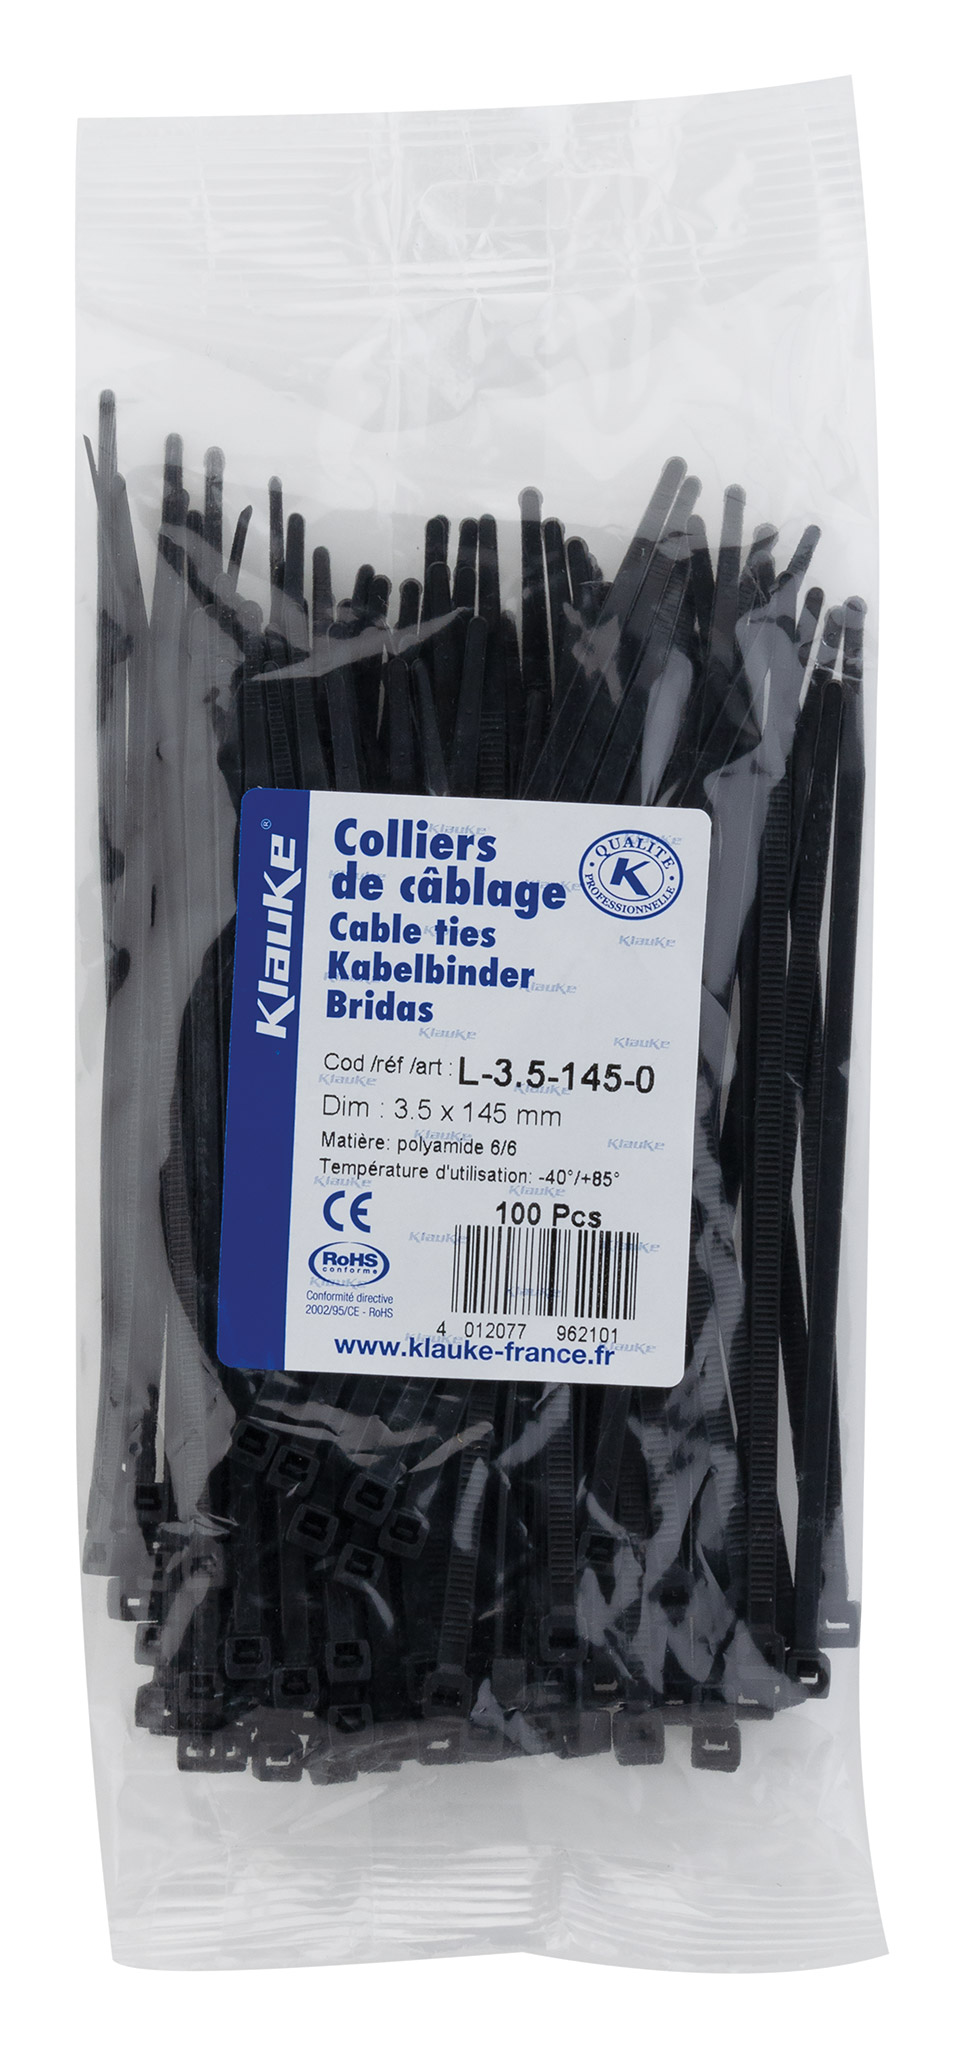 Klauke®
Colliers
de câblage
Cable ties
Kabelbinder
Bridas
QUALITE
K
PROFESSIONNELLE
Cod /réf /art : L-3.5-145-0
Dim : 3.5 x 145 mm
Matière: polyamide 6/6
Température d'utilisation: -40°/+85°
100 Pcs
CE
RoHS
conforme
Conformité directive
2002/95/CE - RoHS
4 012077 962101
www.klauke-france.fr